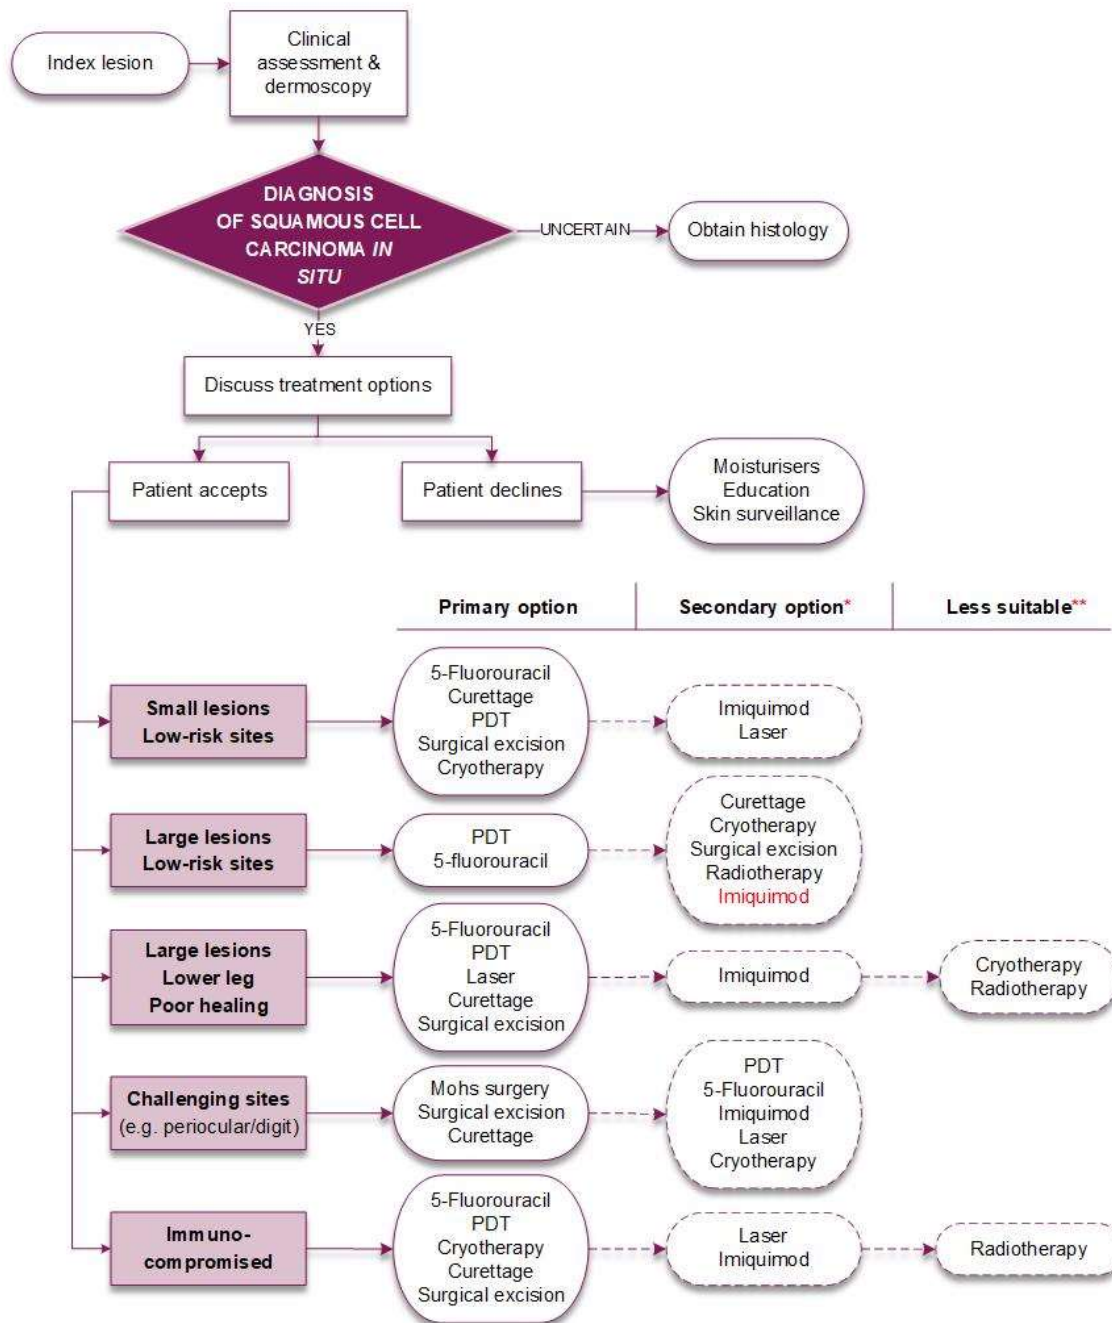 Index lesion
Clinical
assessment &
dermoscopy
DIAGNOSIS
OF SQUAMOUS CELL
CARCINOMA IN
SITU
UNCERTAIN
Obtain histology
YES
Discuss treatment options
Patient accepts
Patient declines
Moisturisers
Education
Skin surveillance
Primary option
Secondary option*
Less suitable**
Small lesions
Low-risk sites
5-Fluorouracil
Curettage
PDT
Surgical excision
Cryotherapy
Imiquimod
Laser
Large lesions
Low-risk sites
PDT
5-fluorouracil
Curettage
Cryotherapy
Surgical excision
Radiotherapy
Imiquimod
Large lesions
Lower leg
Poor healing
5-Fluorouracil
PDT
Laser
Curettage
Surgical excision
Imiquimod
Cryotherapy
Radiotherapy
Challenging sites
(e.g. periocular/digit)
Mohs surgery
Surgical excision
Curettage
PDT
5-Fluorouracil
Imiquimod
Laser
Cryotherapy
Immuno-
compromised
5-Fluorouracil
PDT
Cryotherapy
Curettage
Surgical excision
Laser
Imiquimod
Radiotherapy